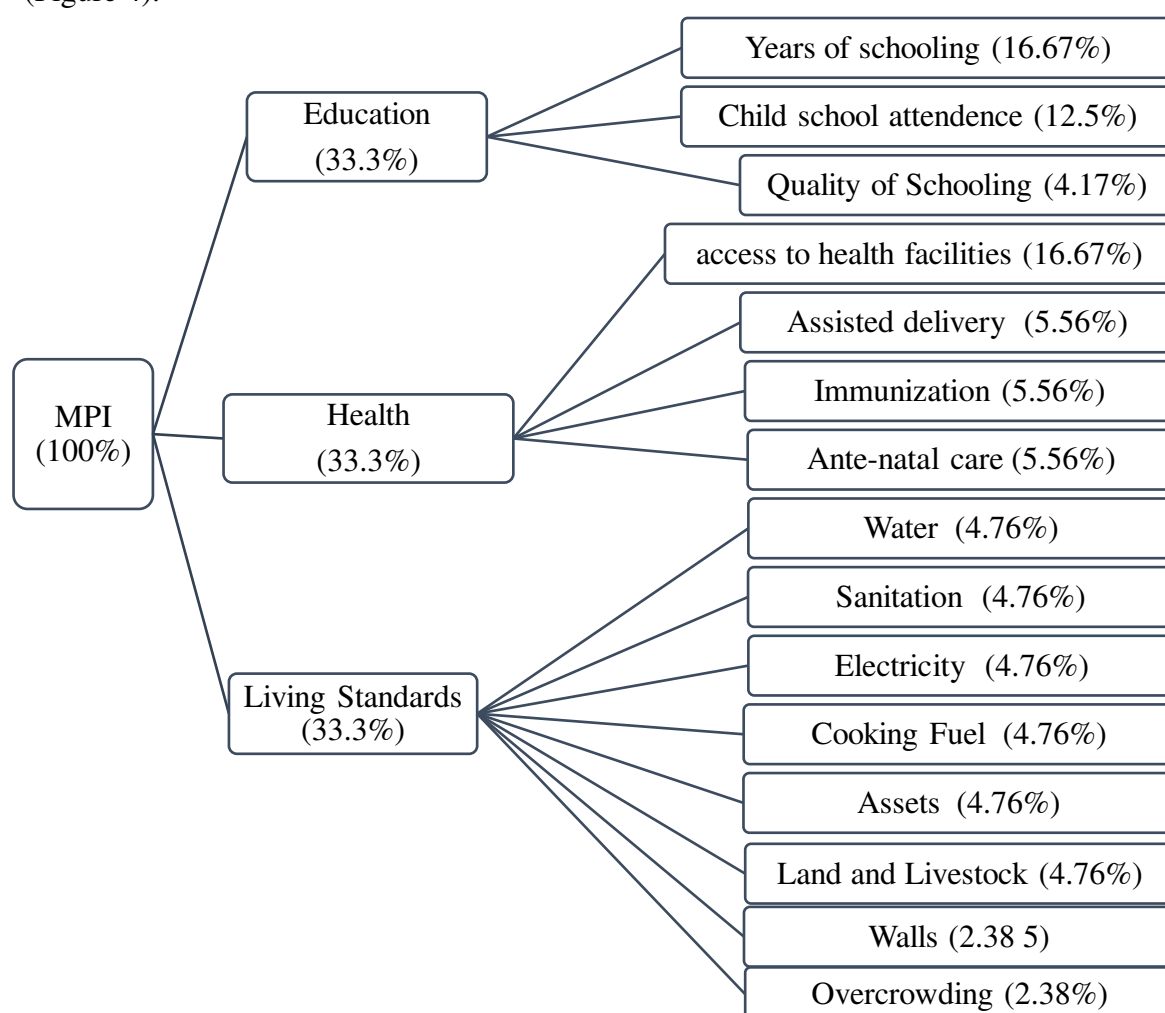 (Figure 4).
Years of schooling (16.67%)
Education
(33.3%)
Child school attendence (12.5%)
Quality of Schooling (4.17%)
access to health facilities (16.67%)
Assisted delivery (5.56%)
MPI
(100%)
Health
(33.3%)
Immunization (5.56%)
Ante-natal care (5.56%)
Water (4.76%)
Sanitation (4.76%)
Electricity (4.76%)
Living Standards
(33.3%)
Cooking Fuel (4.76%)
Assets (4.76%)
Land and Livestock (4.76%)
Walls (2.38 5)
Overcrowding (2.38%)